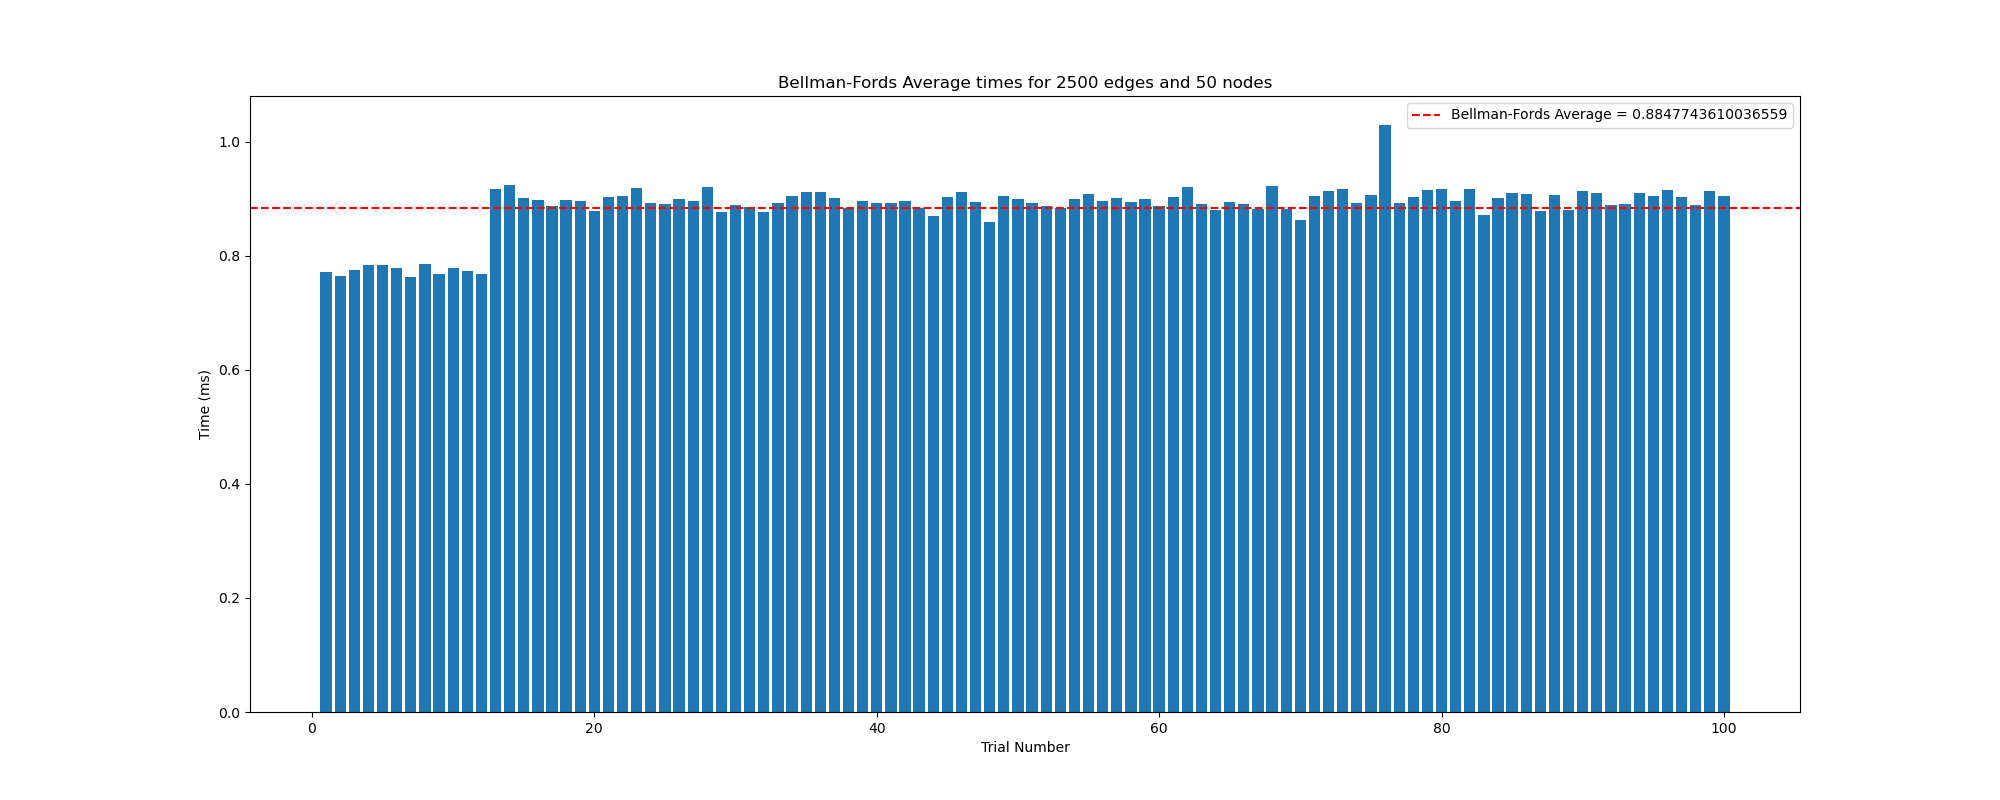 Bellman-Fords Average times for 2500 edges and 50 nodes
Bellman-Fords Average = 0.8847743610036559
1.0
0.8
0.6
0.4
0.2
0.0
Time (ms)
0 20 40 60 80 100
Trial Number